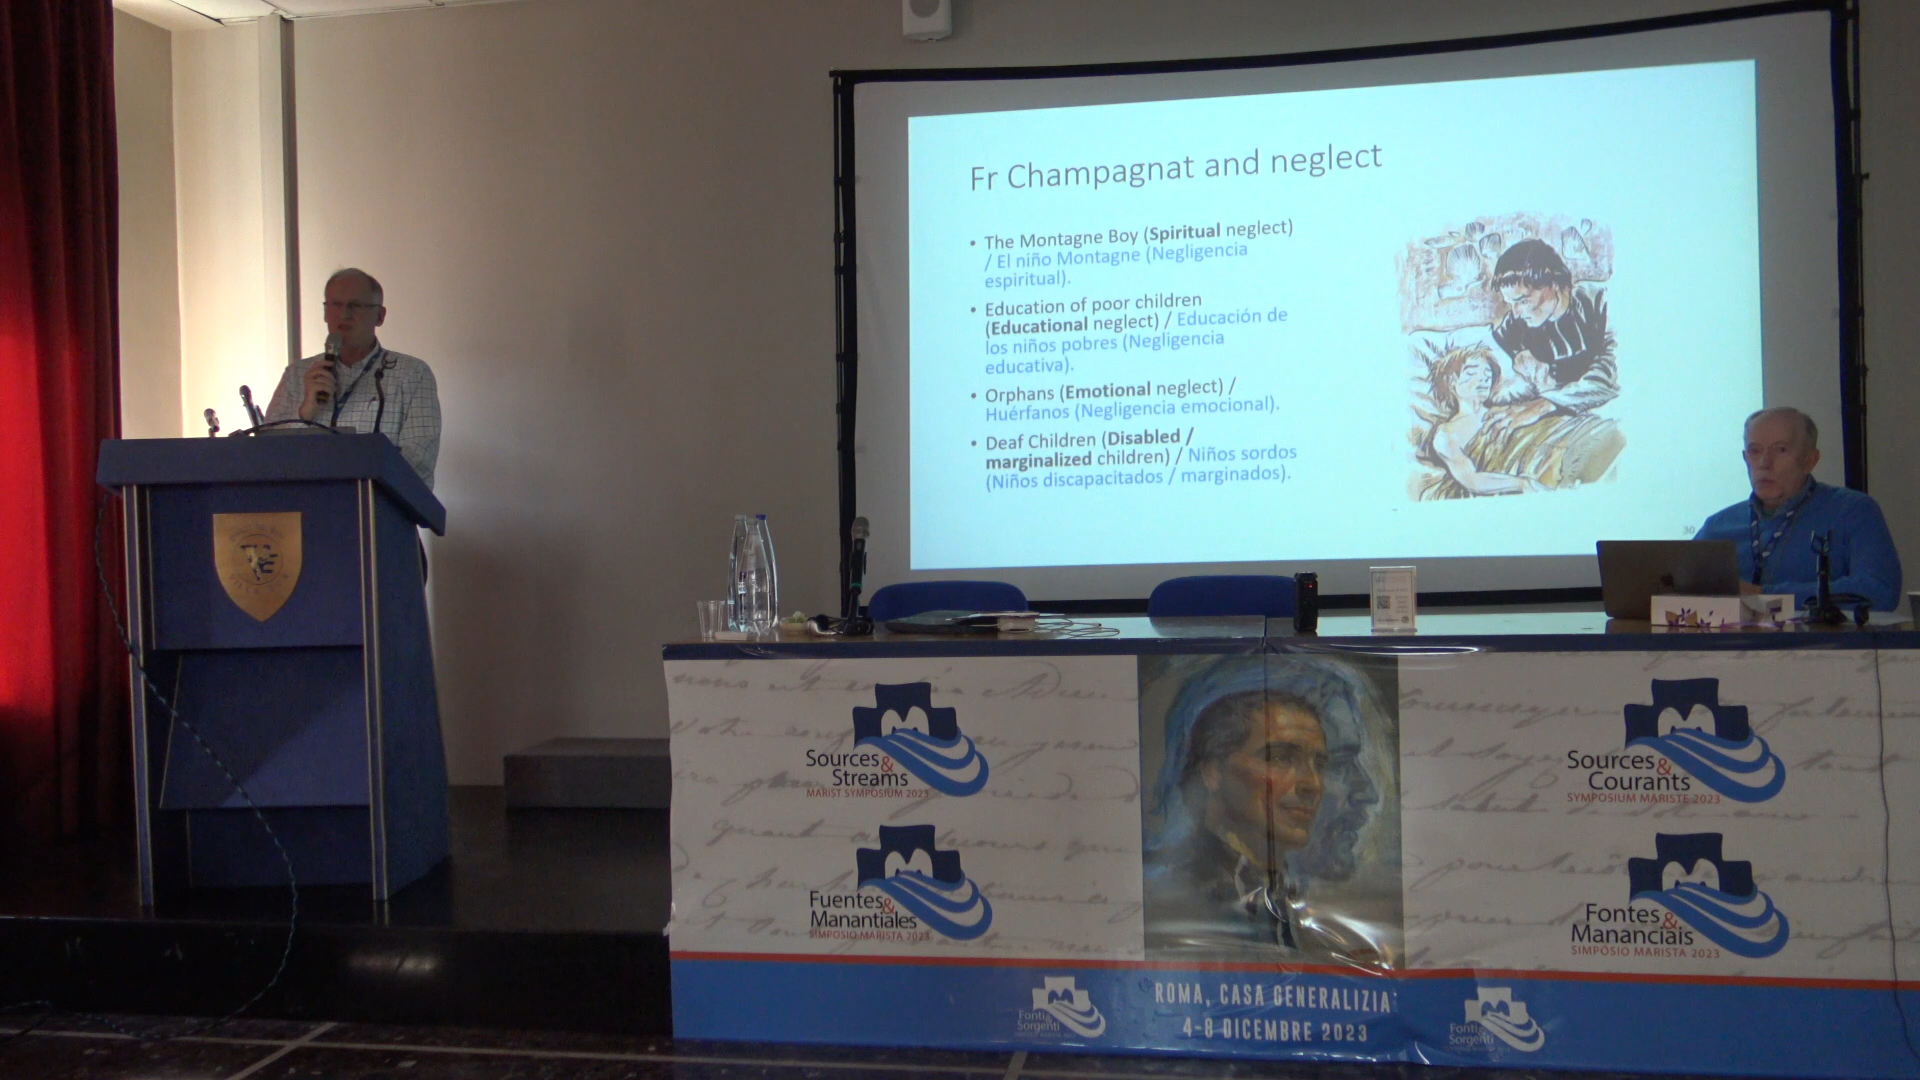 Fr Champagnat and neglect
• The Montagne Boy (Spiritual neglect)
/ El niño Montagne (Negligencia
espiritual).
• Education of poor children
(Educational neglect) / Educación de
los niños pobres (Negligencia
educativa).
• Orphans (Emotional neglect) /
Huérfanos (Negligencia emocional).
• Deaf Children (Disabled /
marginalized children) / Niños sordos
(Niños discapacitados / marginados).
30
Sources&
Streams
MARIST SYMPOSIUM 2023
Fuentes&
Manantiales
SIMPOSIO MARISTA 2023
Sources&
Courants
SYMPOSIUM MARISTE 2023
Fontes&
Mananciais
SIMPÓSIO MARISTA 2023
Fonti&
Sorgenti
ROMA, CASA GENERALIZIA
4-8 DICEMBRE 2023
Fonti&
Sorgenti